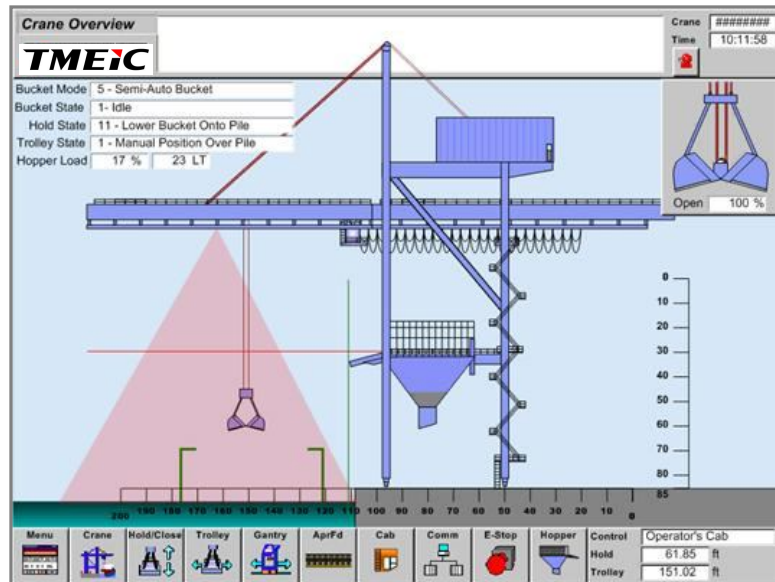 Crane Overview
Crane ########
Time 10:11:58
TMEiC
Bucket Mode 5 - Semi-Auto Bucket
Bucket State 1- Idle
Hold State 11 - Lower Bucket Onto Pile
Trolley State 1 - Manual Position Over Pile
Hopper Load 17 % 23 LT
Open 100 %
0
10
20
30
40
50
60
70
80
85
200 190 180 170 160 150 140 130 120 110 100 90 80 70 60 50 40 30 20 10 0
Menu Crane Hold/Close Trolley Gantry AprFd Cab Comm E-Stop Hopper
Control Operator's Cab
Hold 61.85 ft
Trolley 151.02 ft